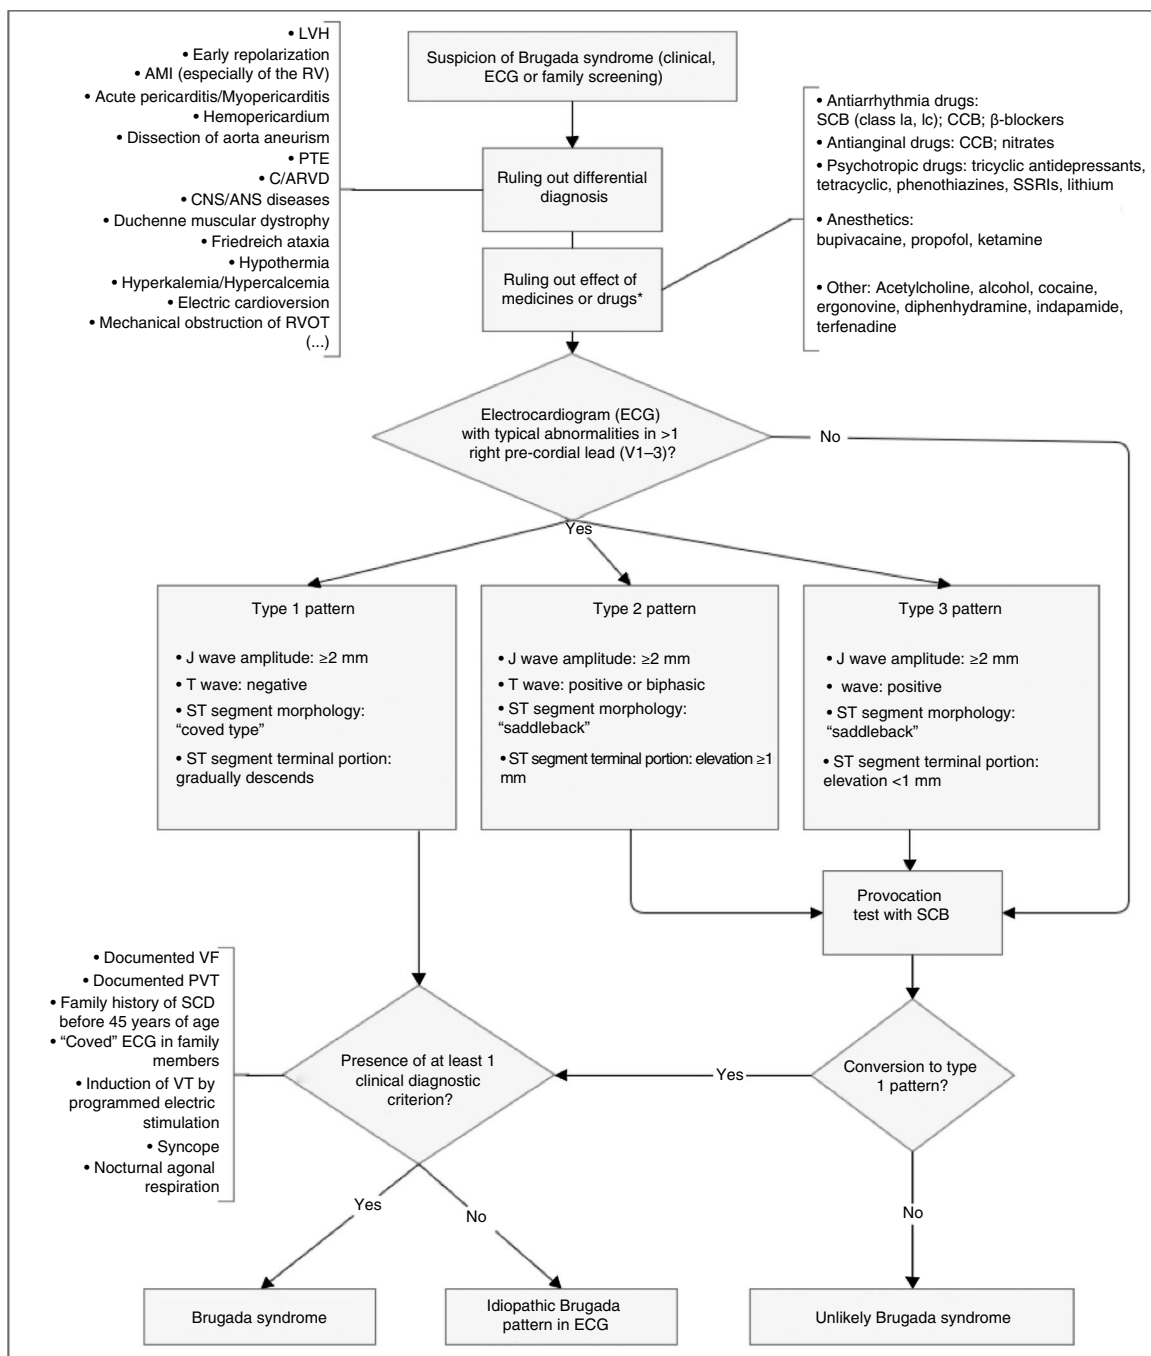 • LVH
• Early repolarization
• AMI (especially of the RV)
• Acute pericarditis/Myopericarditis
• Hemopericardium
• Dissection of aorta aneurism
• PTE
• C/ARVD
• CNS/ANS diseases
• Duchenne muscular dystrophy
• Friedreich ataxia
• Hypothermia
• Hyperkalemia/Hypercalcemia
• Electric cardioversion
• Mechanical obstruction of RVOT
(...)
Suspicion of Brugada syndrome (clinical,
ECG or family screening)
Ruling out differential
diagnosis
Ruling out effect of
medicines or drugs*
• Antiarrhythmia drugs:
SCB (class Ia, Ic); CCB; β-blockers
• Antianginal drugs: CCB; nitrates
• Psychotropic drugs: tricyclic antidepressants,
tetracyclic, phenothiazines, SSRIs, lithium
• Anesthetics:
bupivacaine, propofol, ketamine
• Other: Acetylcholine, alcohol, cocaine,
ergonovine, diphenhydramine, indapamide,
terfenadine
Electrocardiogram (ECG)
with typical abnormalities in >1
right pre-cordial lead (V1–3)?
No
Yes
Type 1 pattern
• J wave amplitude: ≥2 mm
• T wave: negative
• ST segment morphology:
“coved type”
• ST segment terminal portion:
gradually descends
Type 2 pattern
• J wave amplitude: ≥2 mm
• T wave: positive or biphasic
• ST segment morphology:
“saddleback”
• ST segment terminal portion: elevation ≥1
mm
Type 3 pattern
• J wave amplitude: ≥2 mm
• wave: positive
• ST segment morphology:
“saddleback”
• ST segment terminal portion:
elevation <1 mm
Provocation
test with SCB
• Documented VF
• Documented PVT
• Family history of SCD
before 45 years of age
• “Coved” ECG in family
members
• Induction of VT by
programmed electric
stimulation
• Syncope
• Nocturnal agonal
respiration
Presence of at least 1
clinical diagnostic
criterion?
Yes
Conversion to type
1 pattern?
Yes
No
No
Brugada syndrome
Idiopathic Brugada
pattern in ECG
Unlikely Brugada syndrome